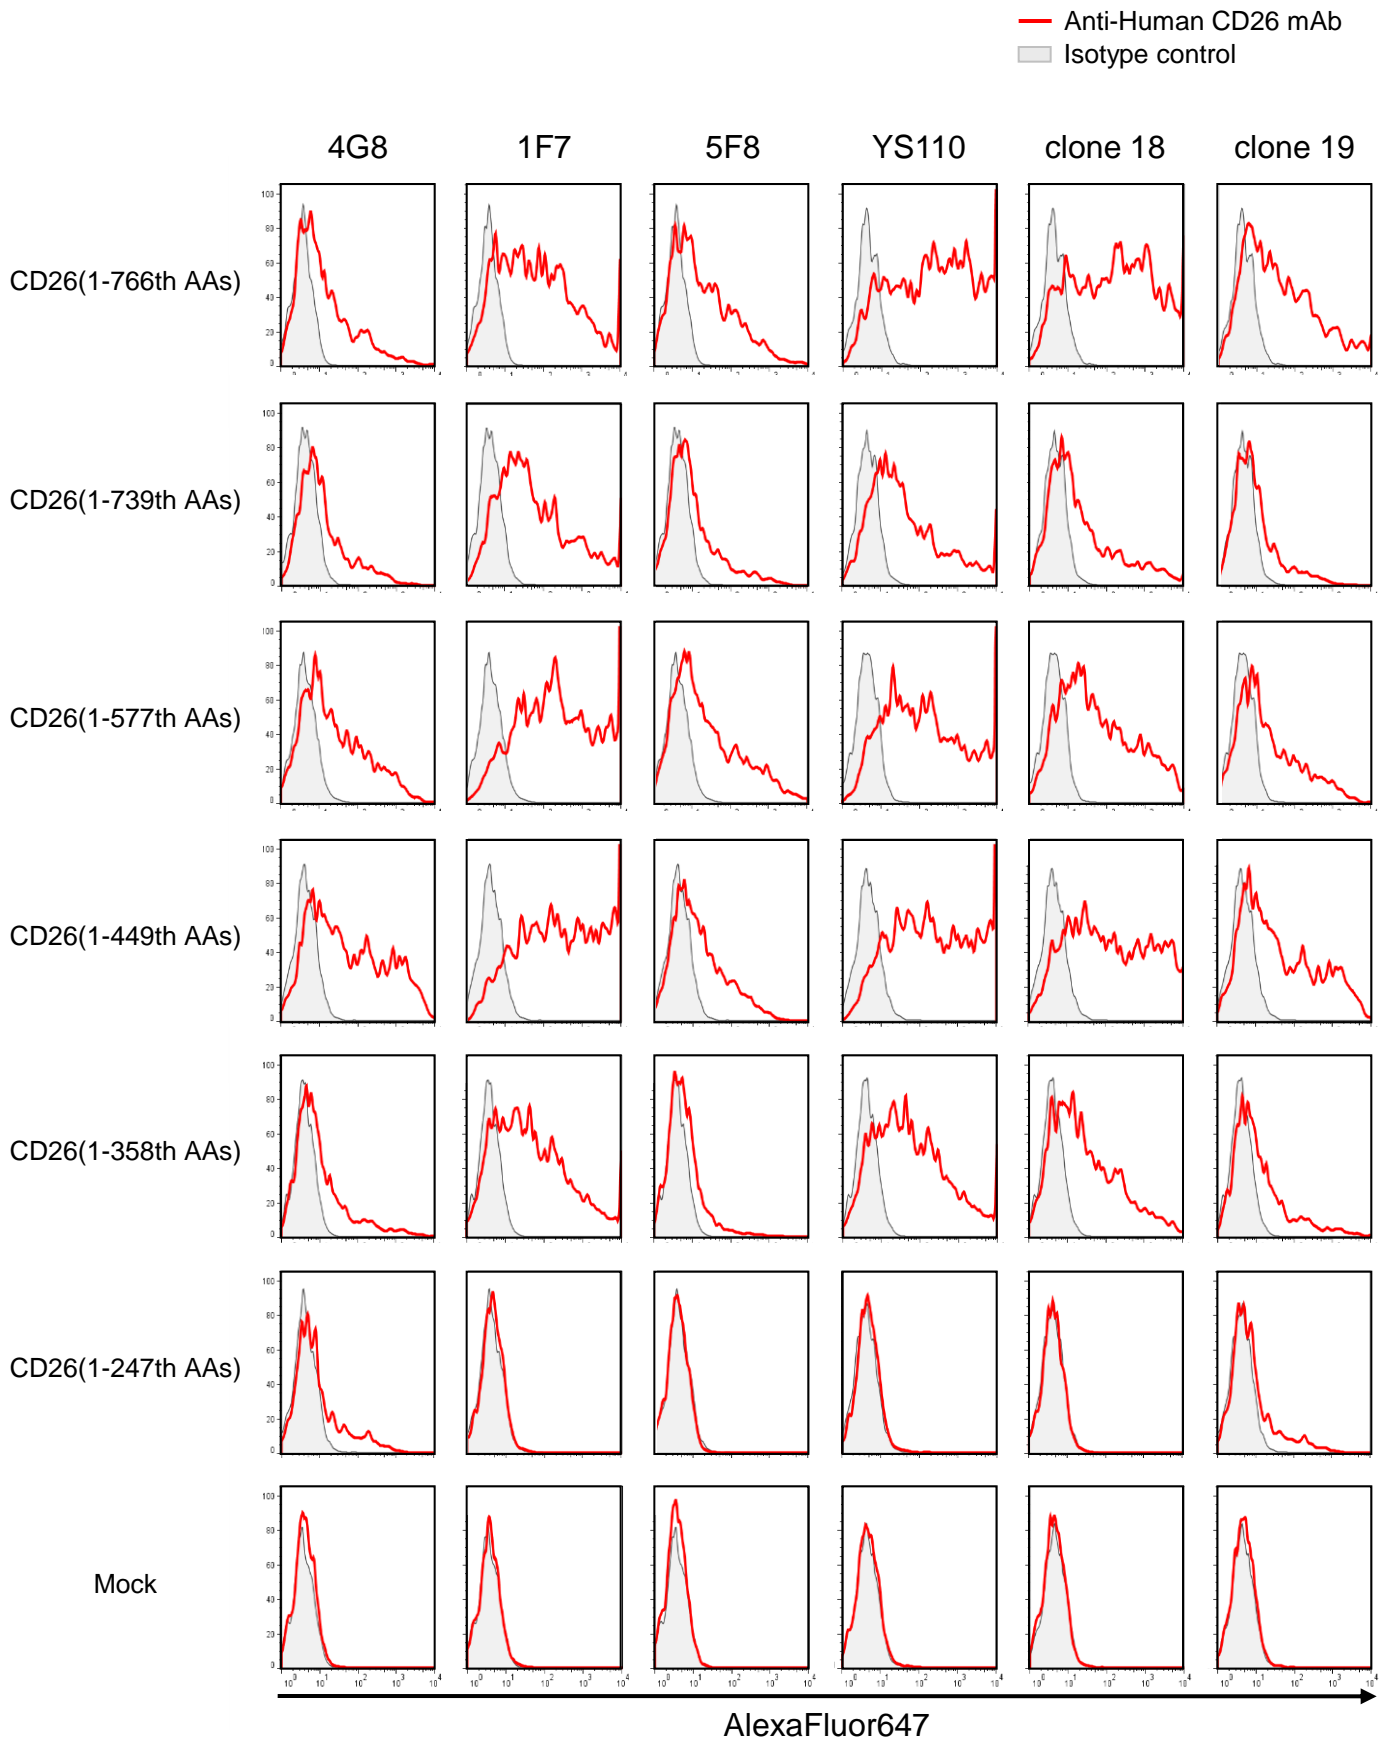 Anti-Human CD26 mAb
Isotype control
4G8 1F7 5F8 YS110 clone 18 clone 19
CD26(1-766th AAs)
CD26(1-739th AAs)
CD26(1-577th AAs)
CD26(1-449th AAs)
CD26(1-358th AAs)
CD26(1-247th AAs)
Mock
AlexaFluor647